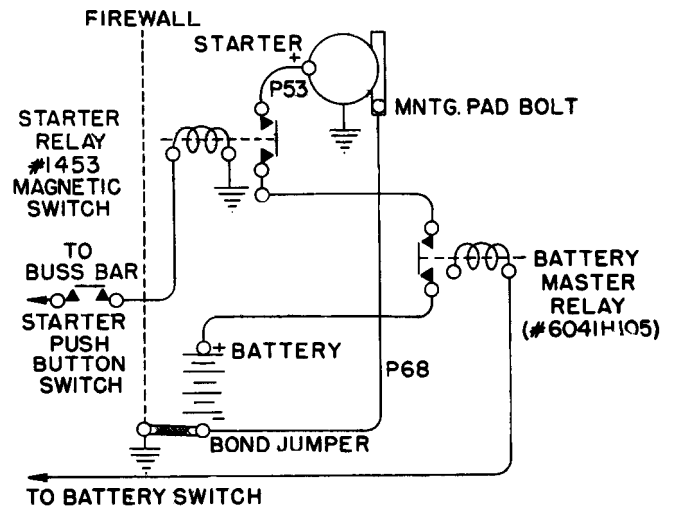 FIREWALL
STARTER
+
P53
MNTG. PAD BOLT
STARTER
RELAY
#1453
MAGNETIC
SWITCH
TO
BUSS BAR
STARTER
PUSH
BUTTON
SWITCH
BATTERY
MASTER
RELAY
(#6041H105)
+ BATTERY
P68
BOND JUMPER
TO BATTERY SWITCH